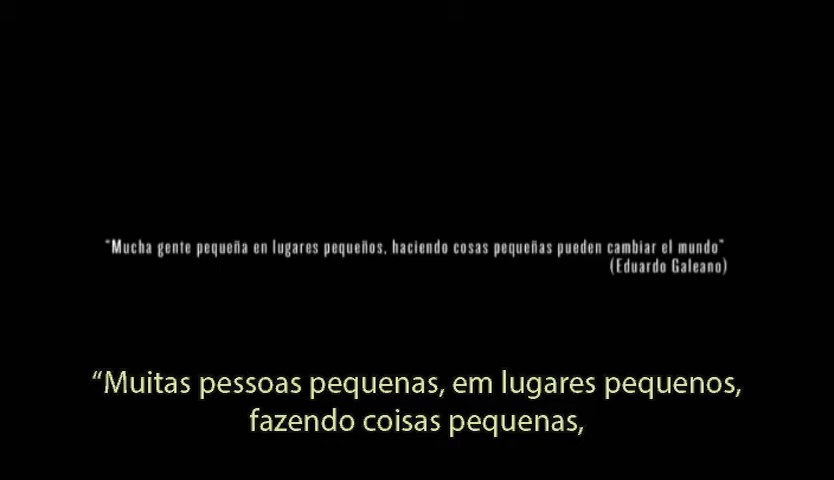 "Mucha gente pequeña en lugares pequeños, haciendo cosas pequeñas pueden cambiar el mundo"
(Eduardo Galeano)
“Muitas pessoas pequenas, em lugares pequenos,
fazendo coisas pequenas,